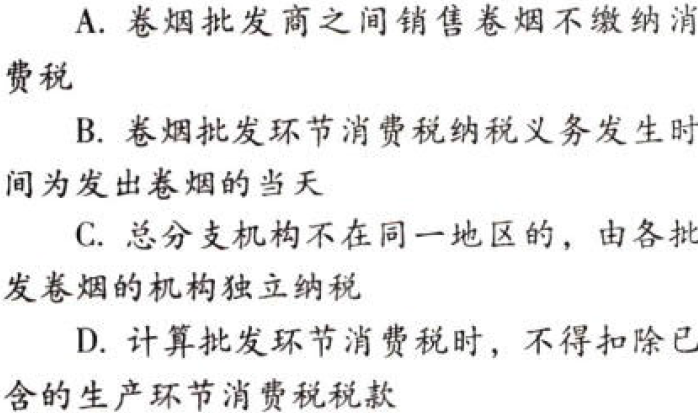 A. 卷烟批发商之间销售卷烟不缴纳消
费税
B. 卷烟批发环节消费税纳税义务发生时
间为发出卷烟的当天
C. 总分支机构不在同一地区的，由各批
发卷烟的机构独立纳税
D. 计算批发环节消费税时，不得扣除已
含的生产环节消费税税款